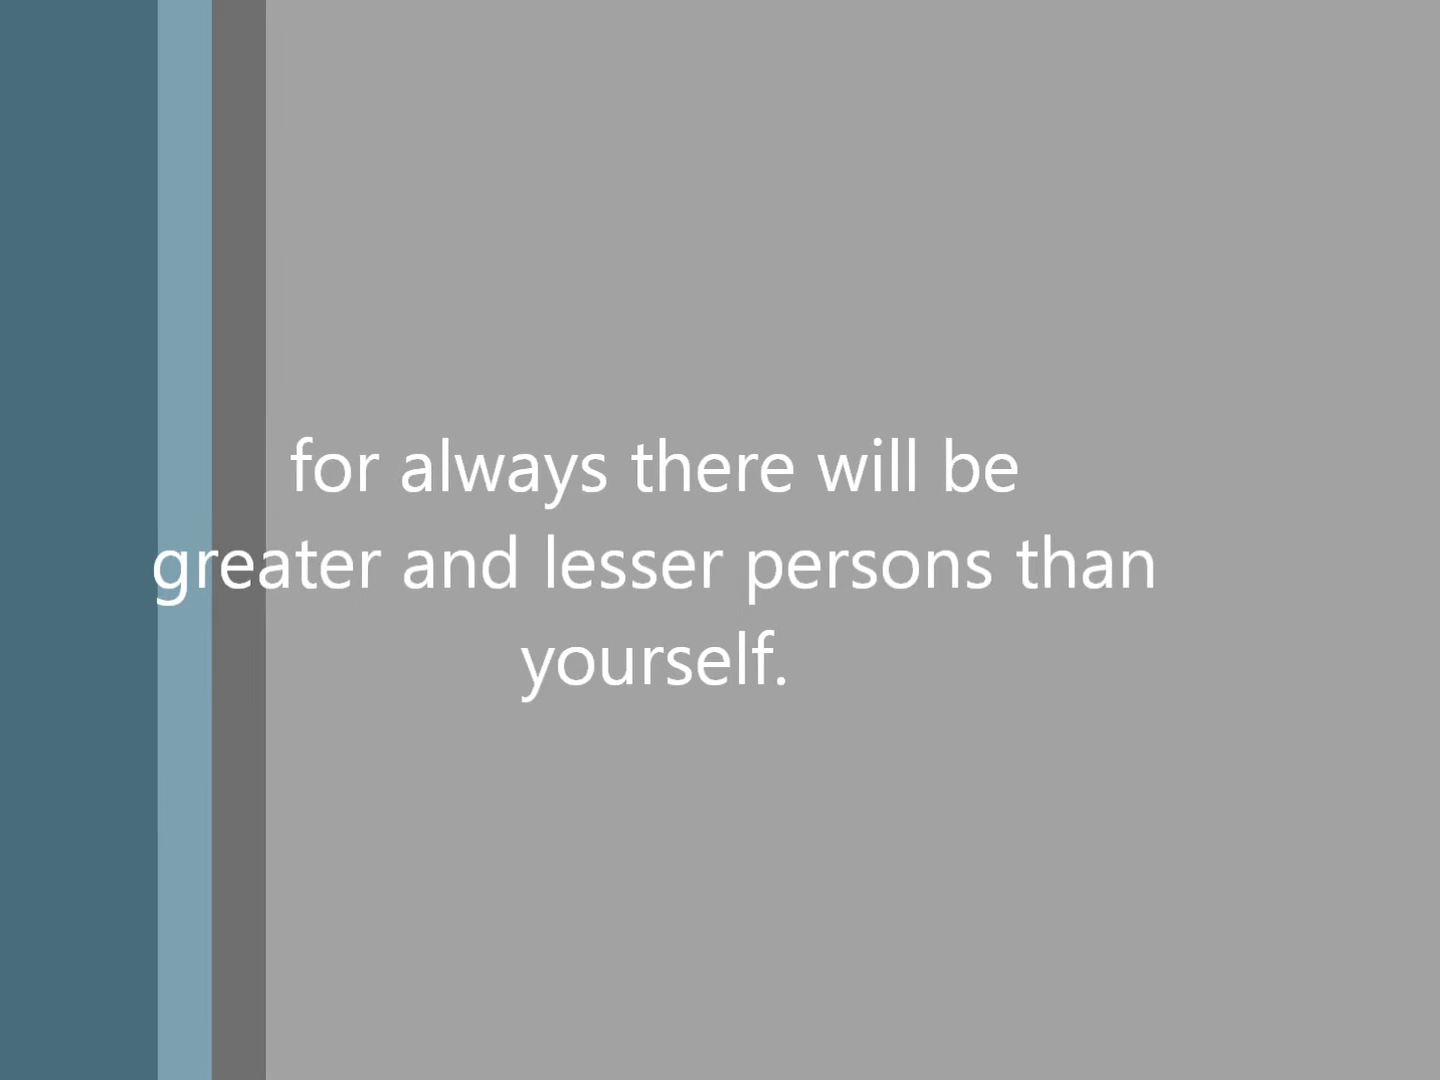 for always there will be
greater and lesser persons than
yourself.